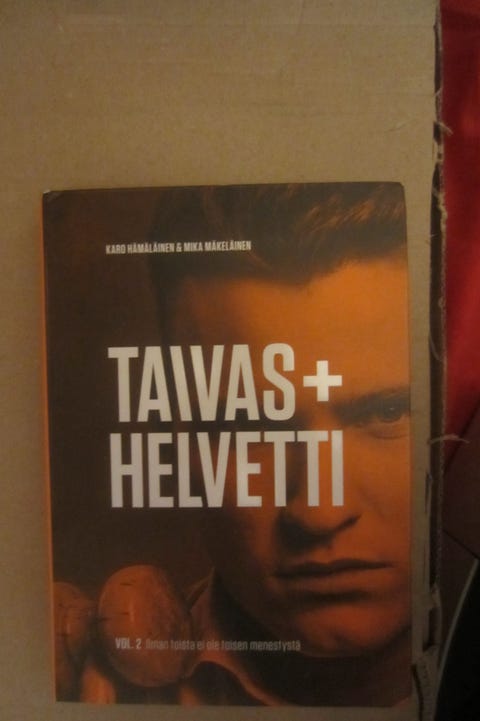 KARO HÄMÄLÄINEN & MIKA MÄKELÄINEN
TAIVAS+
HELVETTI
VOL. 2 Ilman toista ei ole toisen menestystä